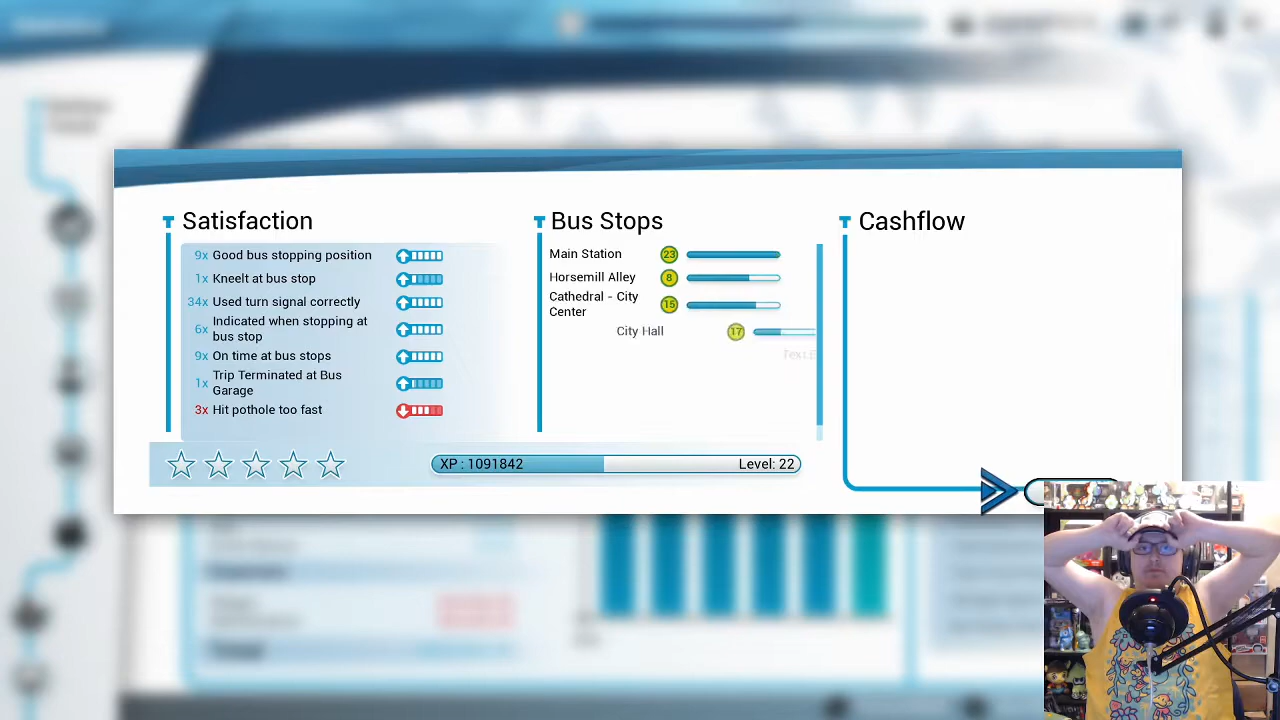 Satisfaction
9x Good bus stopping position
1x Kneelt at bus stop
34x Used turn signal correctly
6x Indicated when stopping at
bus stop
9x On time at bus stops
1x Trip Terminated at Bus
Garage
3x Hit pothole too fast
XP : 1091842 Level: 22
Bus Stops
Main Station 23
Horsemill Alley 8
Cathedral - City
Center 15
City Hall 17
Cashflow